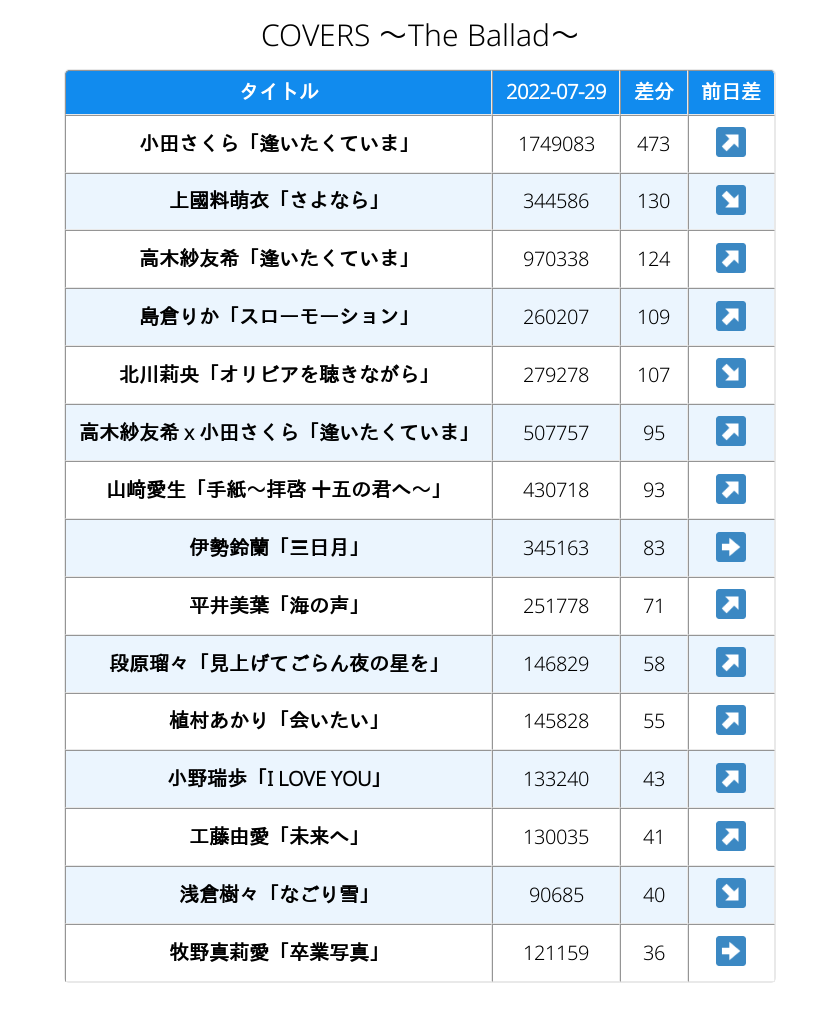 COVERS ～The Ballad～
タイトル 2022-07-29 差分 前日差
小田さくら「逢いたくていま」 1749083 473 ↗
上國料萌衣「さよなら」 344586 130 ↘
高木紗友希「逢いたくていま」 970338 124 ↗
島倉りか「スローモーション」 260207 109 ↗
北川莉央「オリビアを聴きながら」 279278 107 ↘
高木紗友希 x 小田さくら「逢いたくていま」 507757 95 ↗
山﨑愛生「手紙～拝啓 十五の君へ～」 430718 93 ↗
伊勢鈴蘭「三日月」 345163 83 ➡
平井美葉「海の声」 251778 71 ↗
段原瑠々「見上げてごらん夜の星を」 146829 58 ↗
植村あかり「会いたい」 145828 55 ↗
小野瑞歩「I LOVE YOU」 133240 43 ↗
工藤由愛「未来へ」 130035 41 ↗
浅倉樹々「なごり雪」 90685 40 ↘
牧野真莉愛「卒業写真」 121159 36 ➡